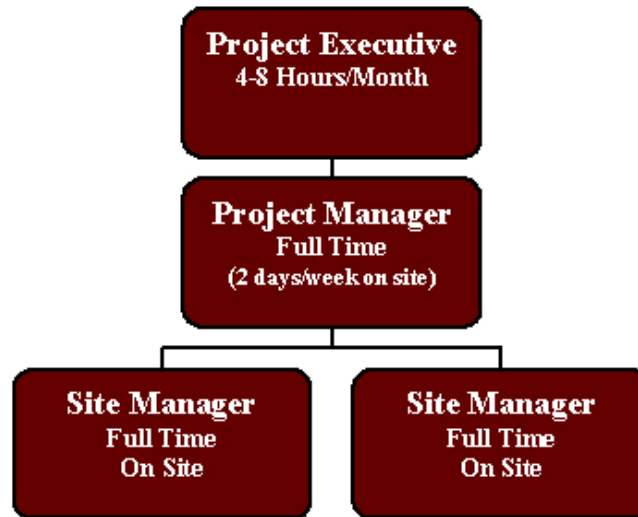 Project Executive
4-8 Hours/Month
Project Manager
Full Time
(2 days/week on site)
Site Manager
Full Time
On Site
Site Manager
Full Time
On Site